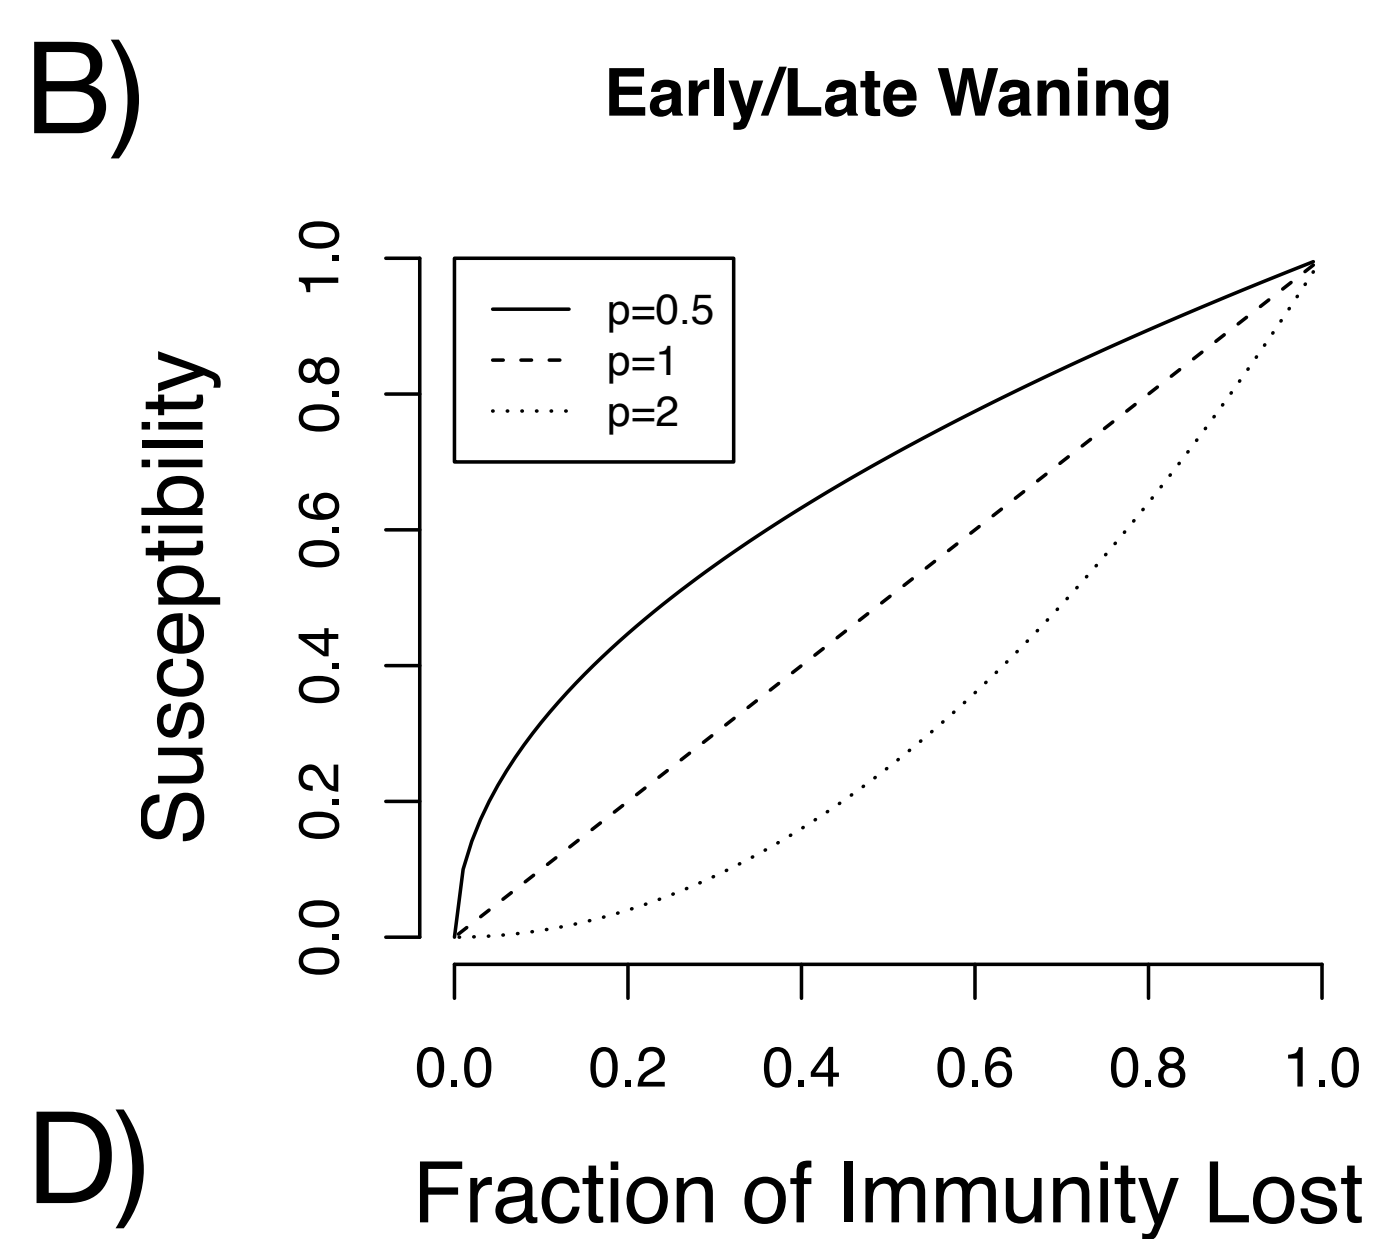 B)
Early/Late Waning
Susceptibility
1.0
0.8
0.6
0.4
0.2
0.0
p=0.5
p=1
p=2
0.0 0.2 0.4 0.6 0.8 1.0
Fraction of Immunity Lost
D)